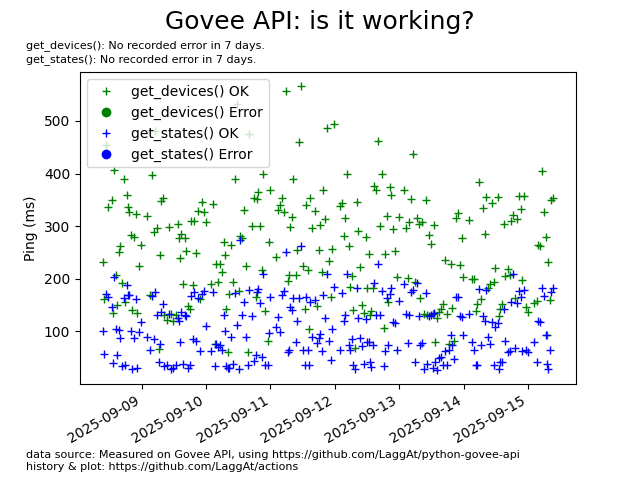 Govee API: is it working?
get_devices(): No recorded error in 7 days.
get_states(): No recorded error in 7 days.
get_devices() OK
get_devices() Error
get_states() OK
get_states() Error
Ping (ms)
500
400
300
200
100
2025-09-09
2025-09-10
2025-09-11
2025-09-12
2025-09-13
2025-09-14
2025-09-15
data source: Measured on Govee API, using https://github.com/LaggAt/python-govee-api
history & plot: https://github.com/LaggAt/actions